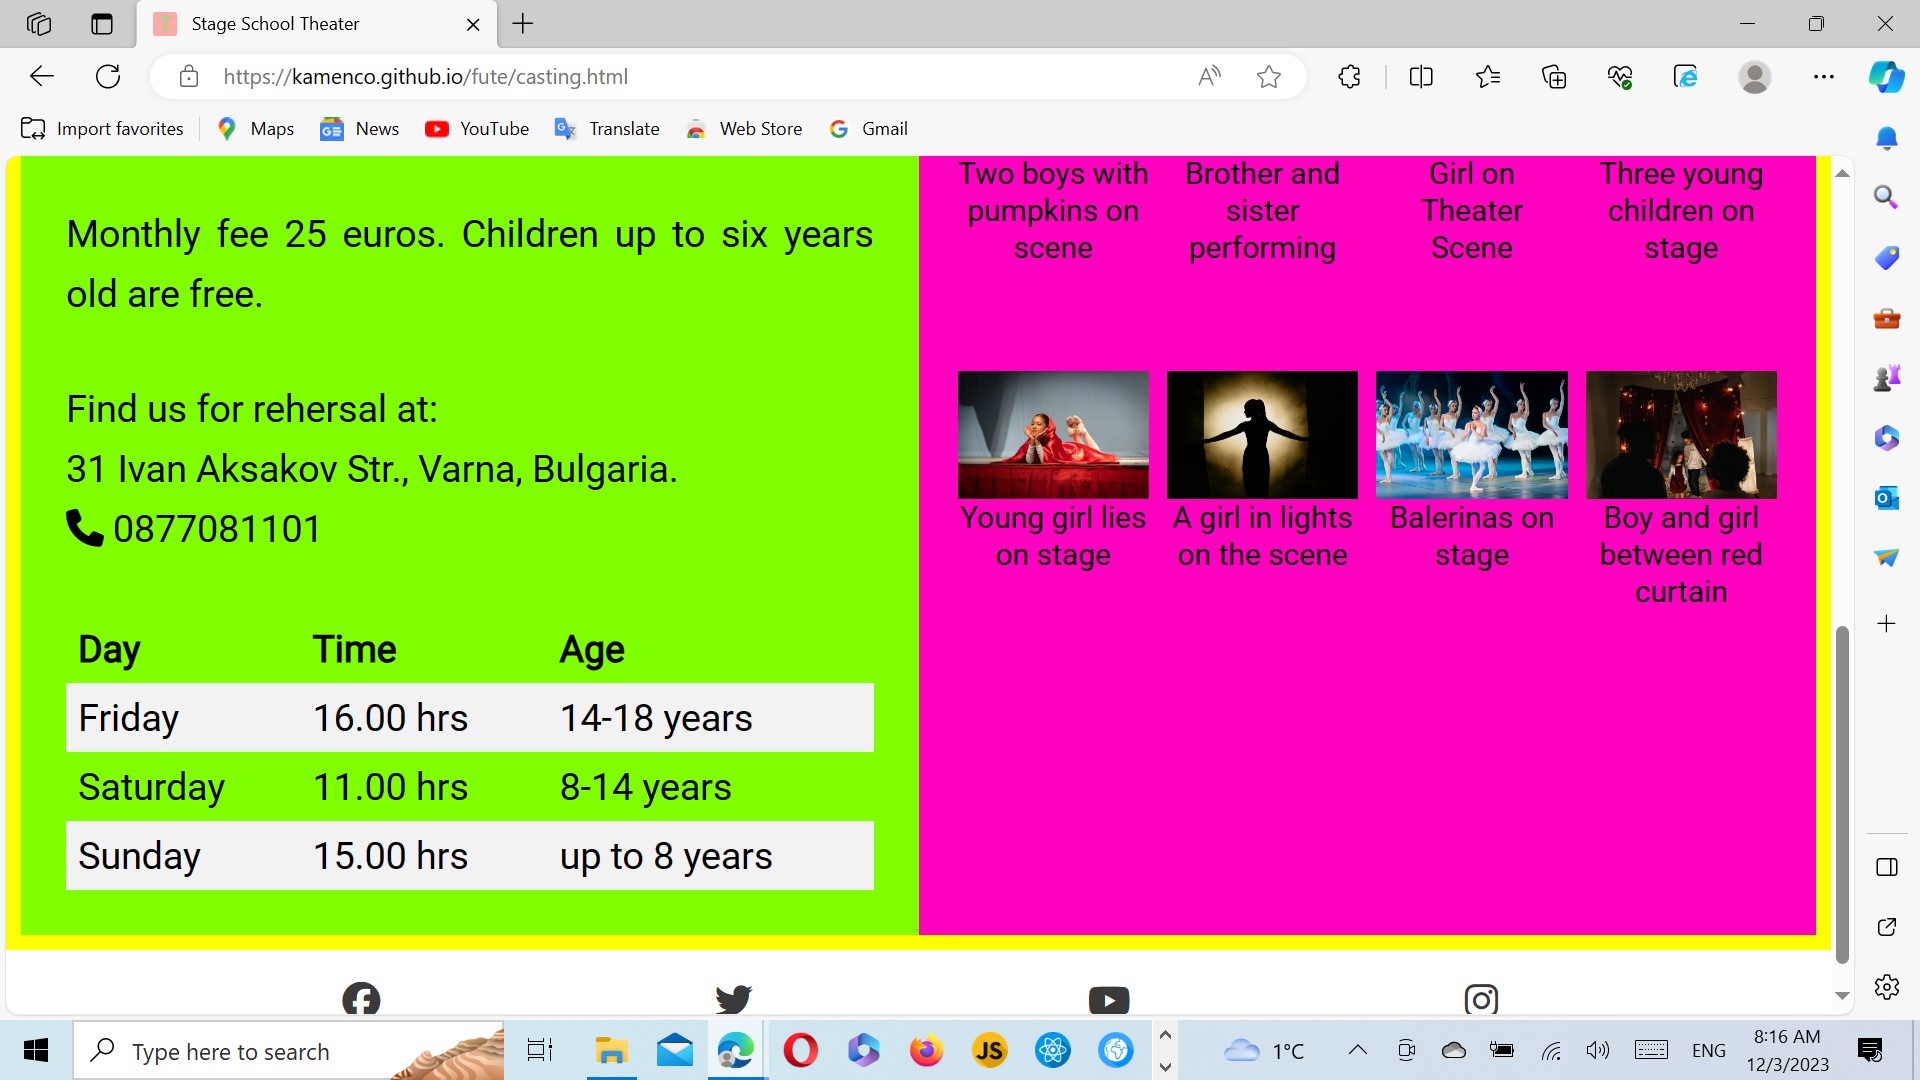 Stage School Theater
https://kamenco.github.io/fute/casting.html
Import favorites
Maps
News
YouTube
Translate
Web Store
Gmail
Monthly fee 25 euros. Children up to six years
old are free.
Find us for rehersal at:
31 Ivan Aksakov Str., Varna, Bulgaria.
0877081101
Day Time Age
Friday 16.00 hrs 14-18 years
Saturday 11.00 hrs 8-14 years
Sunday 15.00 hrs up to 8 years
Two boys with
pumpkins on
scene
Brother and
sister
performing
Girl on
Theater
Scene
Three young
children on
stage
Young girl lies
on stage
A girl in lights
on the scene
Balerinas on
stage
Boy and girl
between red
curtain
Type here to search
JS
1°C
ENG
8:16 AM
12/3/2023